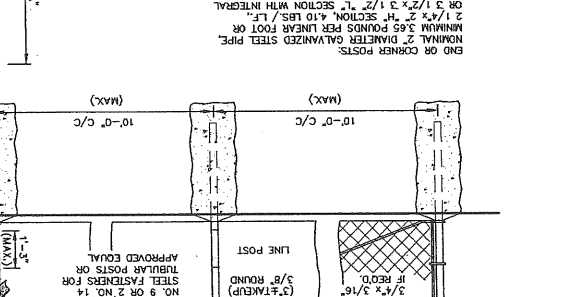 3/4"x 3/16"
IF REQ'D.
(3"±TAKEUP)
3/8" ROUND
LINE POST
NO. 9 OR 2 NO. 14
STEEL FASTENERS FOR
TUBULAR POSTS OR
APPROVED EQUAL
1'-3"
(MAX.)
10'-0" C/C
(MAX.)
10'-0" C/C
(MAX.)
END OR CORNER POSTS:
NOMINAL 2" DIAMETER GALVANIZED STEEL PIPE,
MINIMUM 3.65 POUNDS PER LINEAR FOOT OR
2 1/4"x 2" "H" SECTION, 4.10 LBS./ L.F.,
OR 3 1/2"x 3 1/2" "L" SECTION WITH INTEGRAL